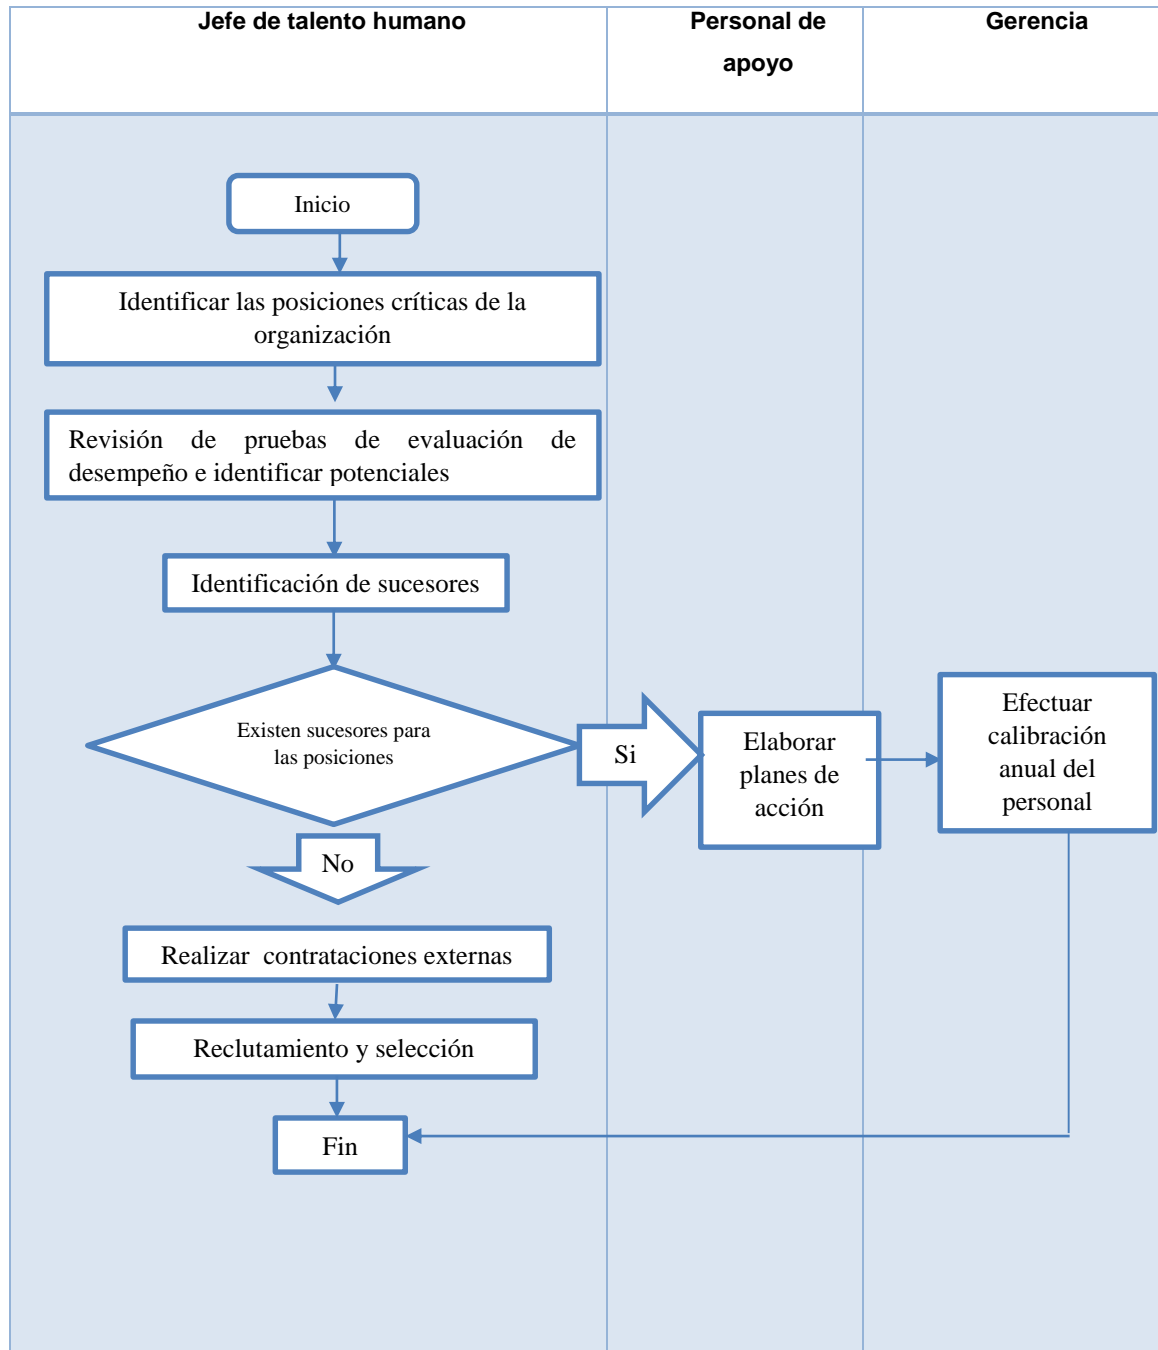 Jefe de talento humano
Personal de
apoyo
Gerencia
Inicio
Identificar las posiciones críticas de la
organización
Revisión de pruebas de evaluación de
desempeño e identificar potenciales
Identificación de sucesores
Existen sucesores para
las posiciones
Si
Elaborar
planes de
acción
Efectuar
calibración
anual del
personal
No
Realizar contrataciones externas
Reclutamiento y selección
Fin